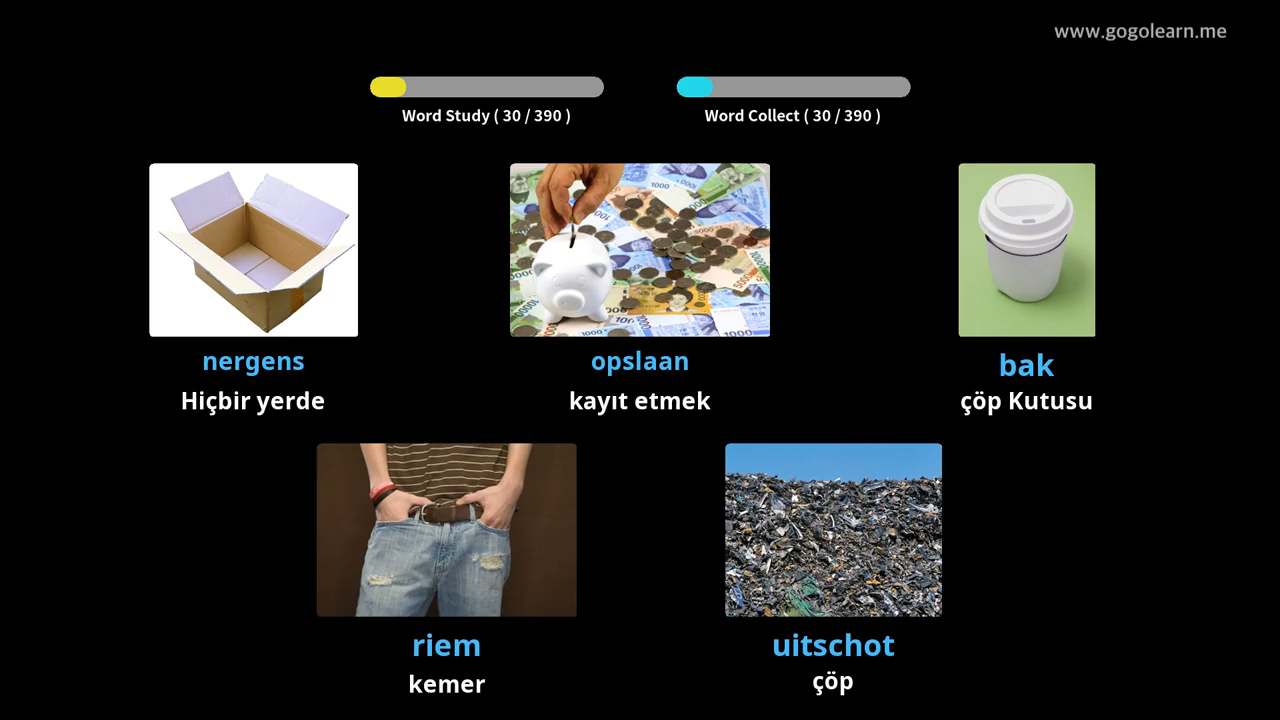 www.gogolearn.me
Word Study ( 30 / 390 )
Word Collect ( 30 / 390 )
nergens
Hiçbir yerde
opslaan
kayıt etmek
bak
çöp Kutusu
riem
kemer
uitschot
çöp